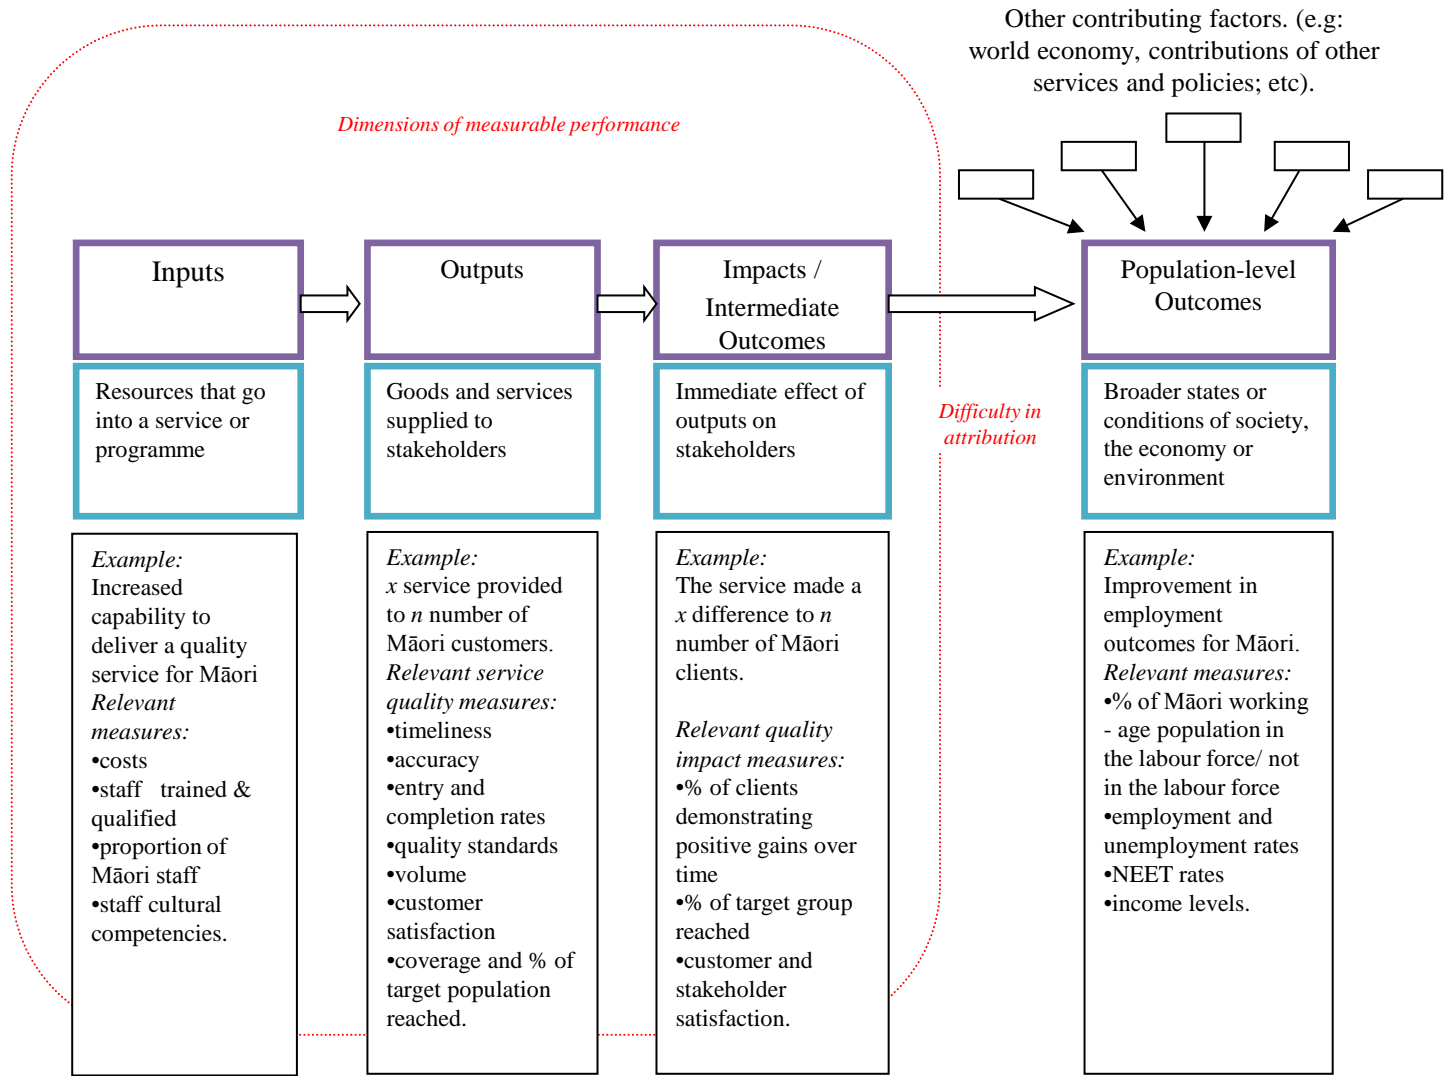 Other contributing factors. (e.g:
world economy, contributions of other
services and policies; etc).
Dimensions of measurable performance
Inputs
Resources that go
into a service or
programme
Example:
Increased
capability to
deliver a quality
service for Māori
Relevant
measures:
•costs
•staff trained &
qualified
•proportion of
Māori staff
•staff cultural
competencies.
Outputs
Goods and services
supplied to
stakeholders
Example:
x service provided
to n number of
Māori customers.
Relevant service
quality measures:
•timeliness
•accuracy
•entry and
completion rates
•quality standards
•volume
•customer
satisfaction
•coverage and % of
target population
reached.
Impacts /
Intermediate
Outcomes
Immediate effect of
outputs on
stakeholders
Example:
The service made a
x difference to n
number of Māori
clients.
Relevant quality
impact measures:
•% of clients
demonstrating
positive gains over
time
•% of target group
reached
•customer and
stakeholder
satisfaction.
Difficulty in
attribution
Population-level
Outcomes
Broader states or
conditions of society,
the economy or
environment
Example:
Improvement in
employment
outcomes for Māori.
Relevant measures:
•% of Māori working
- age population in
the labour force/ not
in the labour force
•employment and
unemployment rates
•NEET rates
•income levels.